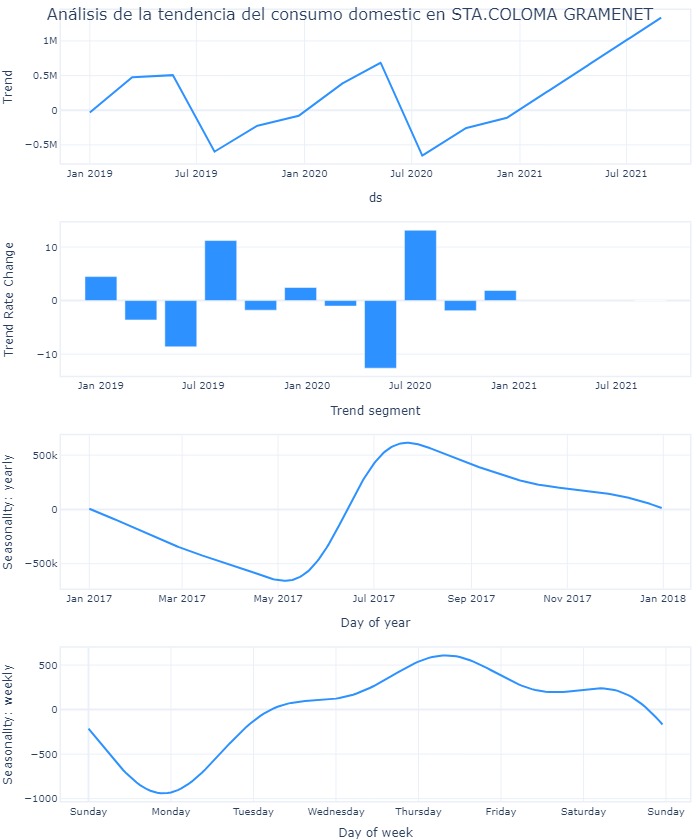 Análisis de la tendencia del consumo domestic en STA.COLOMA GRAMENET
1M
0.5M
0
−0.5M
Trend
Jan 2019 Jul 2019 Jan 2020 Jul 2020 Jan 2021 Jul 2021
ds
10
0
−10
Trend Rate Change
Jan 2019 Jul 2019 Jan 2020 Jul 2020 Jan 2021 Jul 2021
Trend segment
500k
0
−500k
Seasonality: yearly
Jan 2017 Mar 2017 May 2017 Jul 2017 Sep 2017 Nov 2017 Jan 2018
Day of year
500
0
−500
−1000
Seasonality: weekly
Sunday Monday Tuesday Wednesday Thursday Friday Saturday Sunday
Day of week